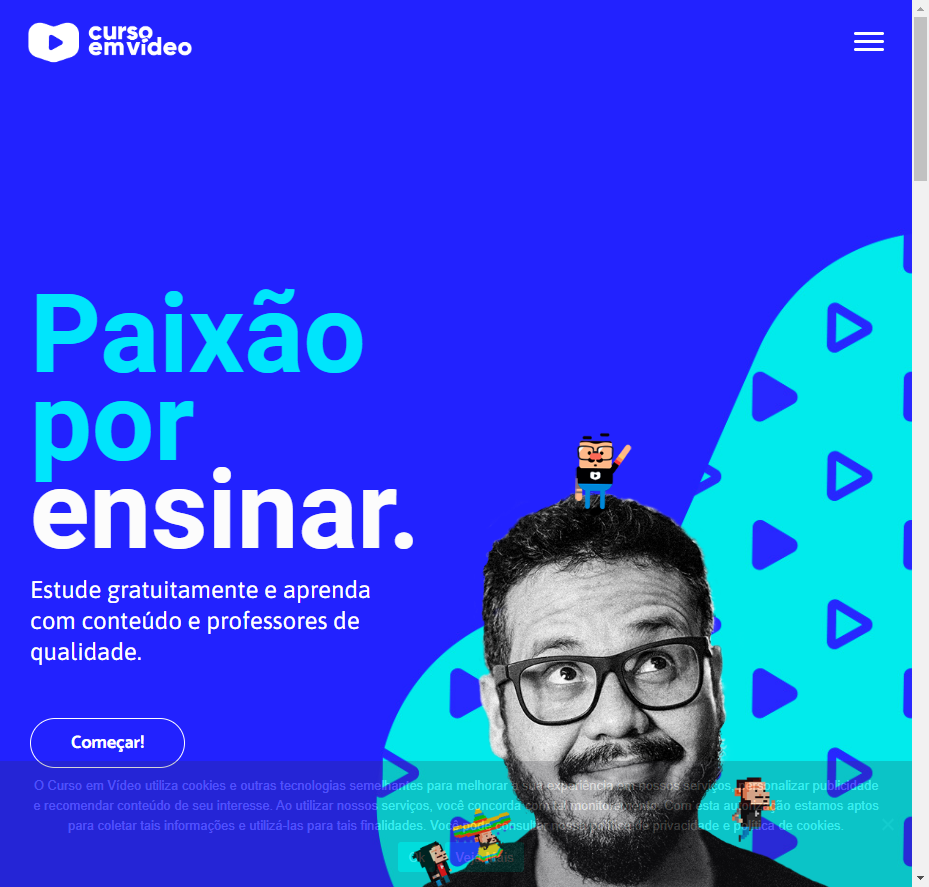 curso
emvídeo
Paixão
por
ensinar.
Estude gratuitamente e aprenda
com conteúdo e professores de
qualidade.
Começar!
O Curso em Vídeo utiliza cookies e outras tecnologias semelhantes para melhorar a sua experiência em nossos serviços, personalizar publicidade
e recomendar conteúdo de seu interesse. Ao utilizar nossos serviços, você concorda com tal monitoramento. Com esta autorização estamos aptos
para coletar tais informações e utilizá-las para tais finalidades. Você pode consultar nossa política de privacidade e política de cookies.